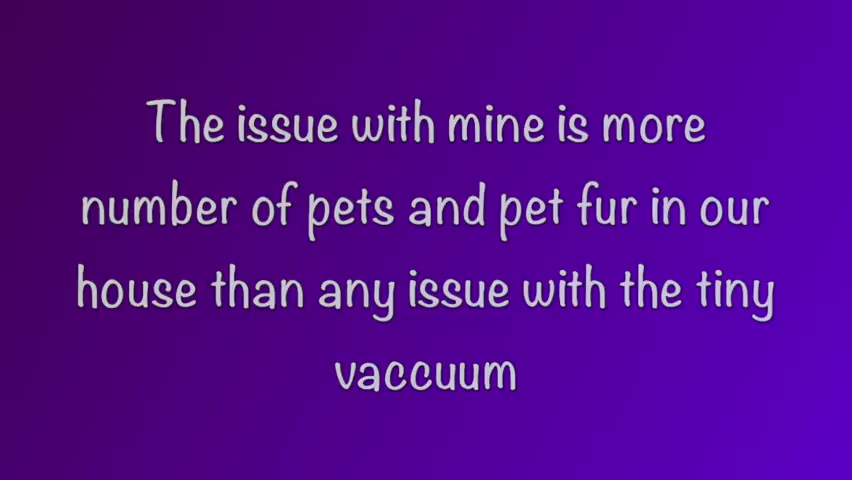 The issue with mine is more
number of pets and pet fur in our
house than any issue with the tiny
vaccuum